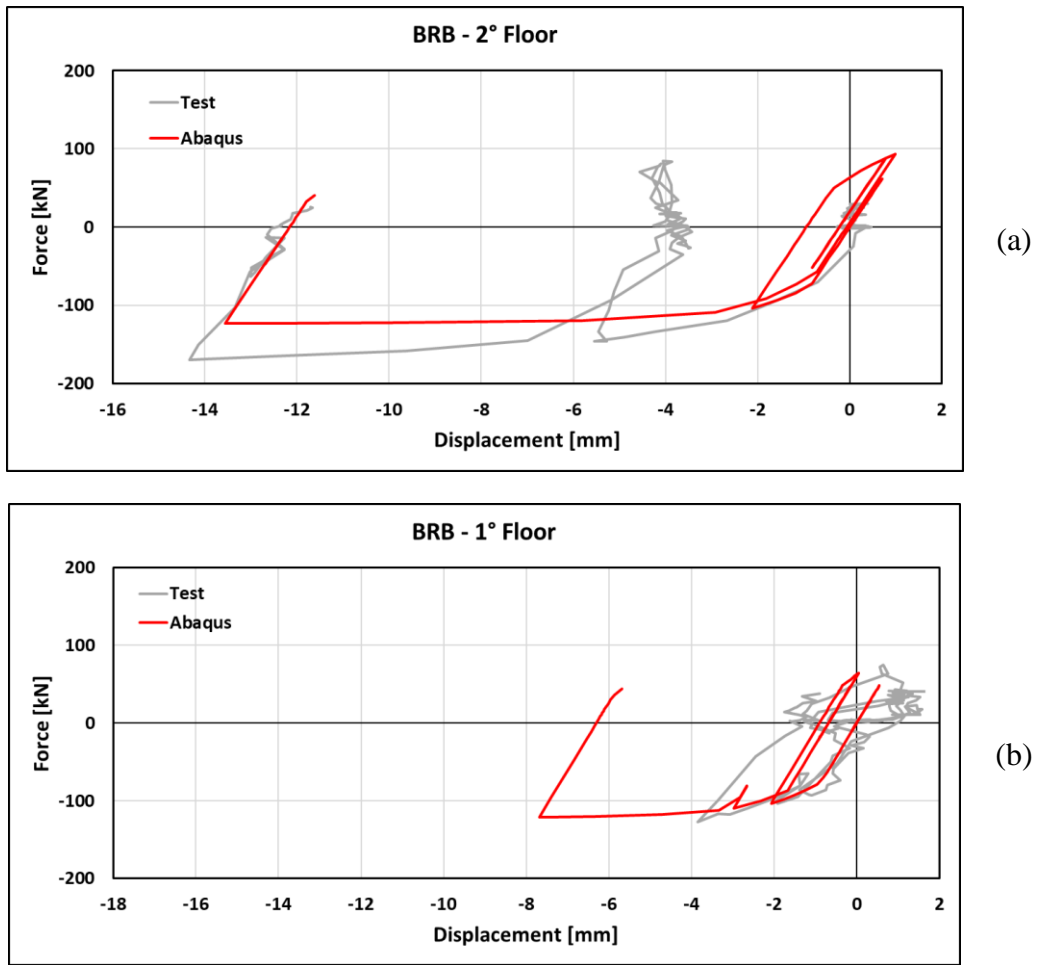 BRB - 2° Floor
200
100
0
-100
-200
Force [kN]
Test
Abaqus
-16 -14 -12 -10 -8 -6 -4 -2 0 2
Displacement [mm]
(a)
BRB - 1° Floor
200
100
0
-100
-200
Force [kN]
Test
Abaqus
-18 -16 -14 -12 -10 -8 -6 -4 -2 0 2
Displacement [mm]
(b)